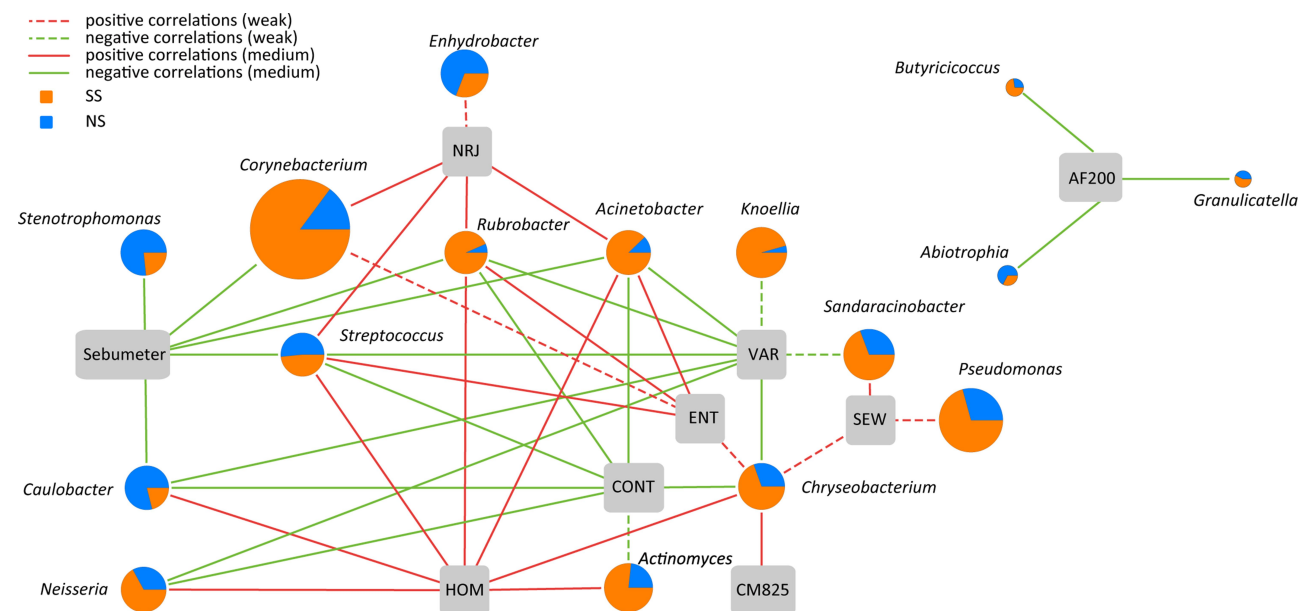 positive correlations (weak)
negative correlations (weak)
positive correlations (medium)
negative correlations (medium)
SS
NS
Enhydrobacter
Butyricicoccus
NRJ
Corynebacterium
AF200
Granulicatella
Stenotrophomonas
Rubrobacter
Acinetobacter
Knoellia
Abiotrophia
Sandaracinobacter
Streptococcus
Sebumeter
VAR
Pseudomonas
ENT
SEW
Caulobacter
CONT
Chryseobacterium
Actinomyces
Neisseria
HOM
CM825